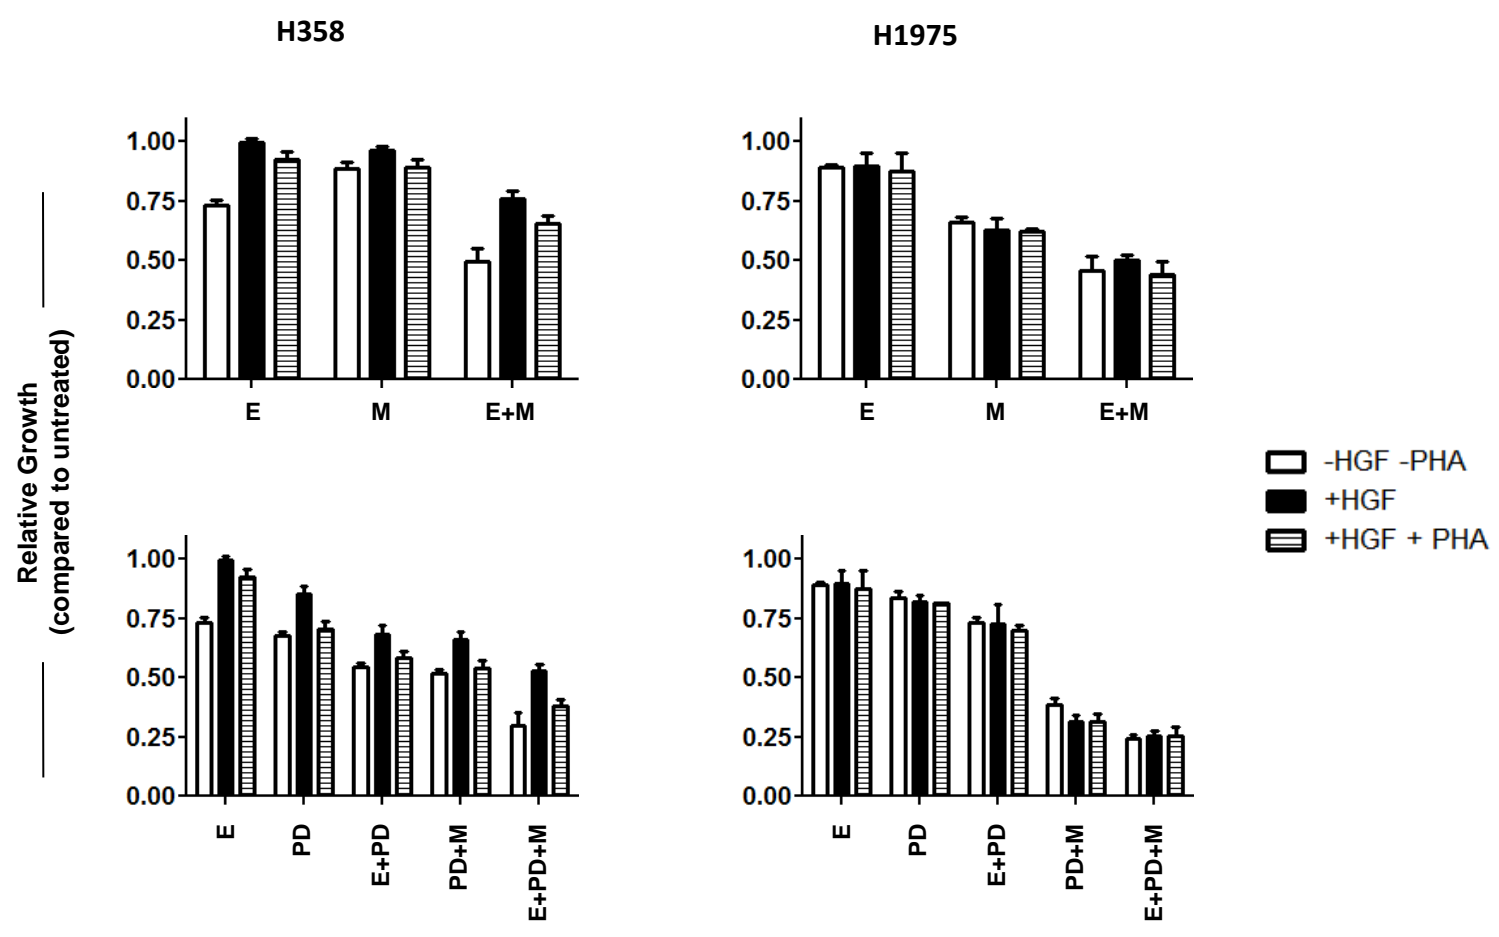 H358
H1975
Relative Growth
(compared to untreated)
1.00
0.75
0.50
0.25
0.00
E
M
E+M
1.00
0.75
0.50
0.25
0.00
E
M
E+M
1.00
0.75
0.50
0.25
0.00
E
PD
E+PD
PD+M
E+PD+M
1.00
0.75
0.50
0.25
0.00
E
PD
E+PD
PD+M
E+PD+M
-HGF -PHA
+HGF
+HGF + PHA